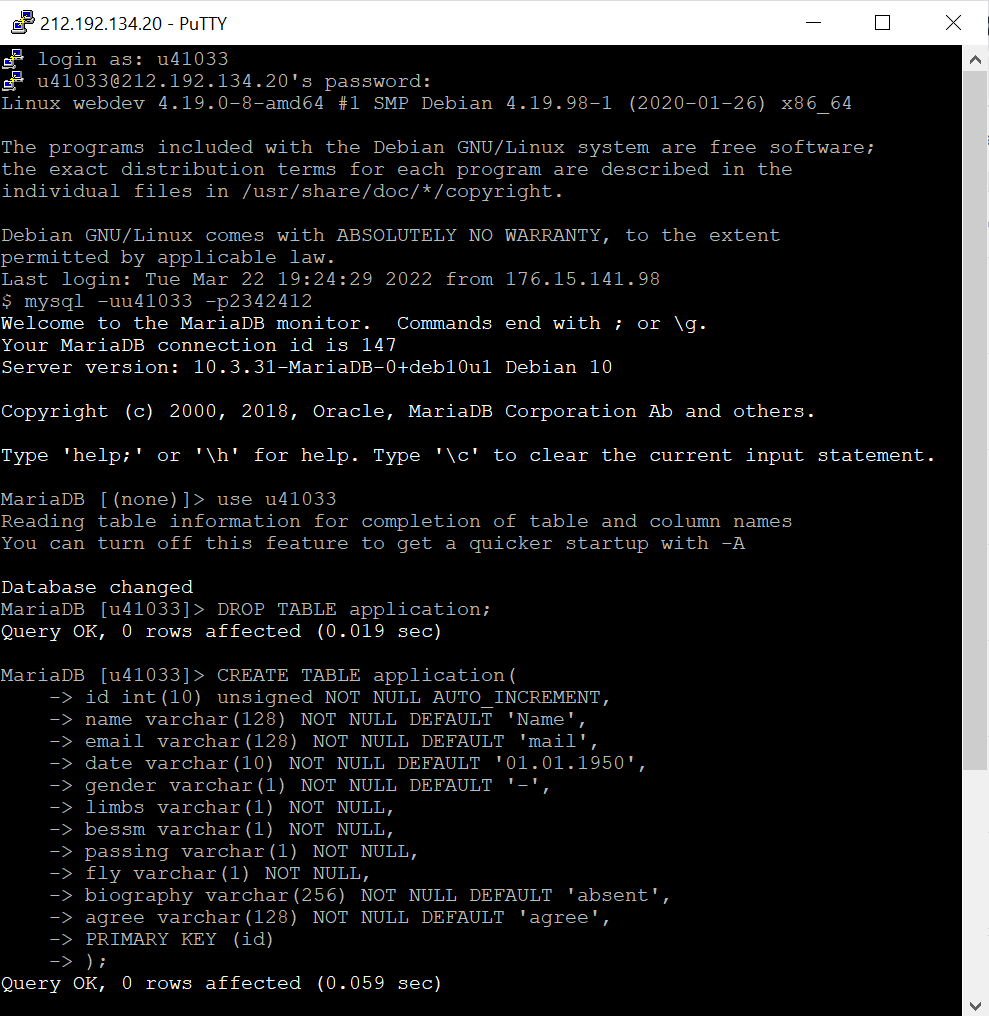 212.192.134.20 - PuTTY
login as: u41033
u41033@212.192.134.20's password:
Linux webdev 4.19.0-8-amd64 #1 SMP Debian 4.19.98-1 (2020-01-26) x86_64
The programs included with the Debian GNU/Linux system are free software;
the exact distribution terms for each program are described in the
individual files in /usr/share/doc/*/copyright.
Debian GNU/Linux comes with ABSOLUTELY NO WARRANTY, to the extent
permitted by applicable law.
Last login: Tue Mar 22 19:24:29 2022 from 176.15.141.98
$ mysql -uu41033 -p2342412
Welcome to the MariaDB monitor.  Commands end with ; or \g.
Your MariaDB connection id is 147
Server version: 10.3.31-MariaDB-0+deb10u1 Debian 10
Copyright (c) 2000, 2018, Oracle, MariaDB Corporation Ab and others.
Type 'help;' or '\h' for help. Type '\c' to clear the current input statement.
MariaDB [(none)]> use u41033
Reading table information for completion of table and column names
You can turn off this feature to get a quicker startup with -A
Database changed
MariaDB [u41033]> DROP TABLE application;
Query OK, 0 rows affected (0.019 sec)
MariaDB [u41033]> CREATE TABLE application(
    -> id int(10) unsigned NOT NULL AUTO_INCREMENT,
    -> name varchar(128) NOT NULL DEFAULT 'Name',
    -> email varchar(128) NOT NULL DEFAULT 'mail',
    -> date varchar(10) NOT NULL DEFAULT '01.01.1950',
    -> gender varchar(1) NOT NULL DEFAULT '-',
    -> limbs varchar(1) NOT NULL,
    -> bessm varchar(1) NOT NULL,
    -> passing varchar(1) NOT NULL,
    -> fly varchar(1) NOT NULL,
    -> biography varchar(256) NOT NULL DEFAULT 'absent',
    -> agree varchar(128) NOT NULL DEFAULT 'agree',
    -> PRIMARY KEY (id)
    -> );
Query OK, 0 rows affected (0.059 sec)